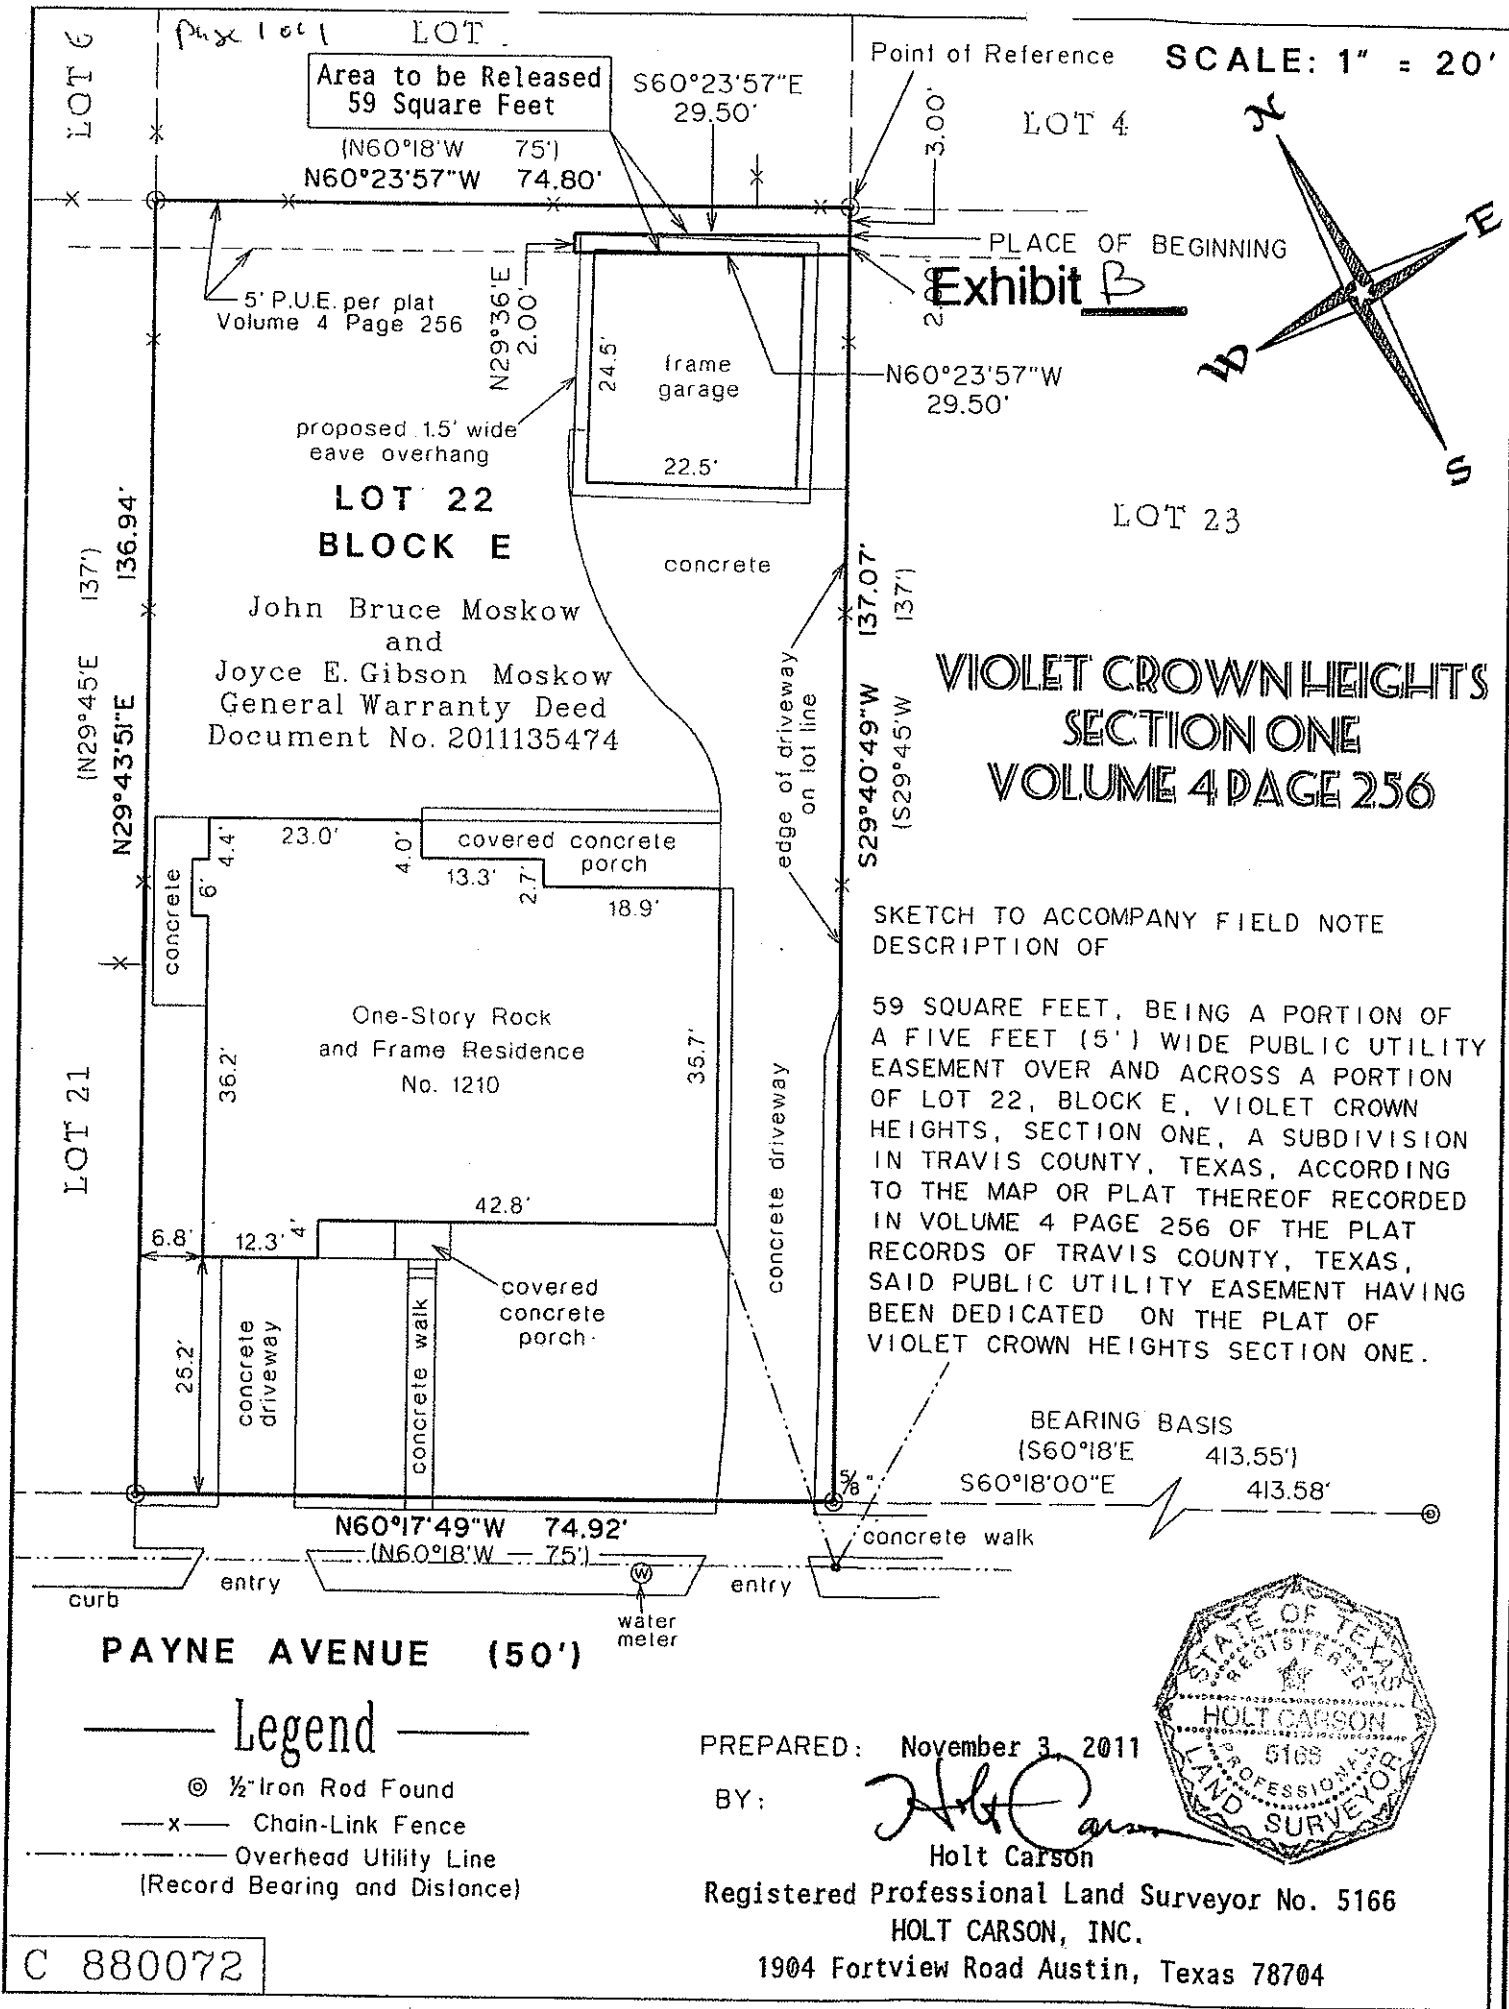 page 1 of 1
LOT
LOT 6
Area to be Released
59 Square Feet
S60°23'57"E
29.50'
Point of Reference
SCALE: 1" = 20'
3.00'
LOT 4
N
E
S
W
(N60°18'W 75')
N60°23'57"W 74.80'
PLACE OF BEGINNING
Exhibit B
5' P.U.E. per plat
Volume 4 Page 256
N29°36'E
2.00'
24.5'
frame
garage
N60°23'57"W
29.50'
proposed 1.5' wide
eave overhang
22.5'
LOT 22
BLOCK E
LOT 23
concrete
(N29°45'E 137')
N29°43'51"E 136.94'
John Bruce Moskow
and
Joyce E. Gibson Moskow
General Warranty Deed
Document No. 2011135474
edge of driveway
on lot line
S29°40'49"W 137.07'
(S29°45'W 137')
VIOLET CROWN HEIGHTS
SECTION ONE
VOLUME 4 PAGE 256
concrete
4.4'
6'
23.0'
4.0'
covered concrete
porch
13.3'
2.7'
18.9'
SKETCH TO ACCOMPANY FIELD NOTE
DESCRIPTION OF
59 SQUARE FEET, BEING A PORTION OF
A FIVE FEET (5') WIDE PUBLIC UTILITY
EASEMENT OVER AND ACROSS A PORTION
OF LOT 22, BLOCK E, VIOLET CROWN
HEIGHTS, SECTION ONE, A SUBDIVISION
IN TRAVIS COUNTY, TEXAS, ACCORDING
TO THE MAP OR PLAT THEREOF RECORDED
IN VOLUME 4 PAGE 256 OF THE PLAT
RECORDS OF TRAVIS COUNTY, TEXAS,
SAID PUBLIC UTILITY EASEMENT HAVING
BEEN DEDICATED ON THE PLAT OF
VIOLET CROWN HEIGHTS SECTION ONE.
One-Story Rock
and Frame Residence
No. 1210
LOT 21
36.2'
35.7'
concrete driveway
42.8'
6.8'
12.3'
4'
covered
concrete
porch
25.2'
concrete
driveway
concrete walk
BEARING BASIS
(S60°18'E 413.55')
S60°18'00"E 413.58'
5/8"
N60°17'49"W 74.92'
(N60°18'W — 75')
concrete walk
curb
entry
W
entry
water
meter
PAYNE AVENUE (50')
Legend
½" Iron Rod Found
x Chain-Link Fence
Overhead Utility Line
(Record Bearing and Distance)
PREPARED: November 3, 2011
BY: Holt Carson
Holt Carson
Registered Professional Land Surveyor No. 5166
HOLT CARSON, INC.
1904 Fortview Road Austin, Texas 78704
STATE OF TEXAS
REGISTERED
HOLT CARSON
5166
PROFESSIONAL
LAND SURVEYOR
C 880072